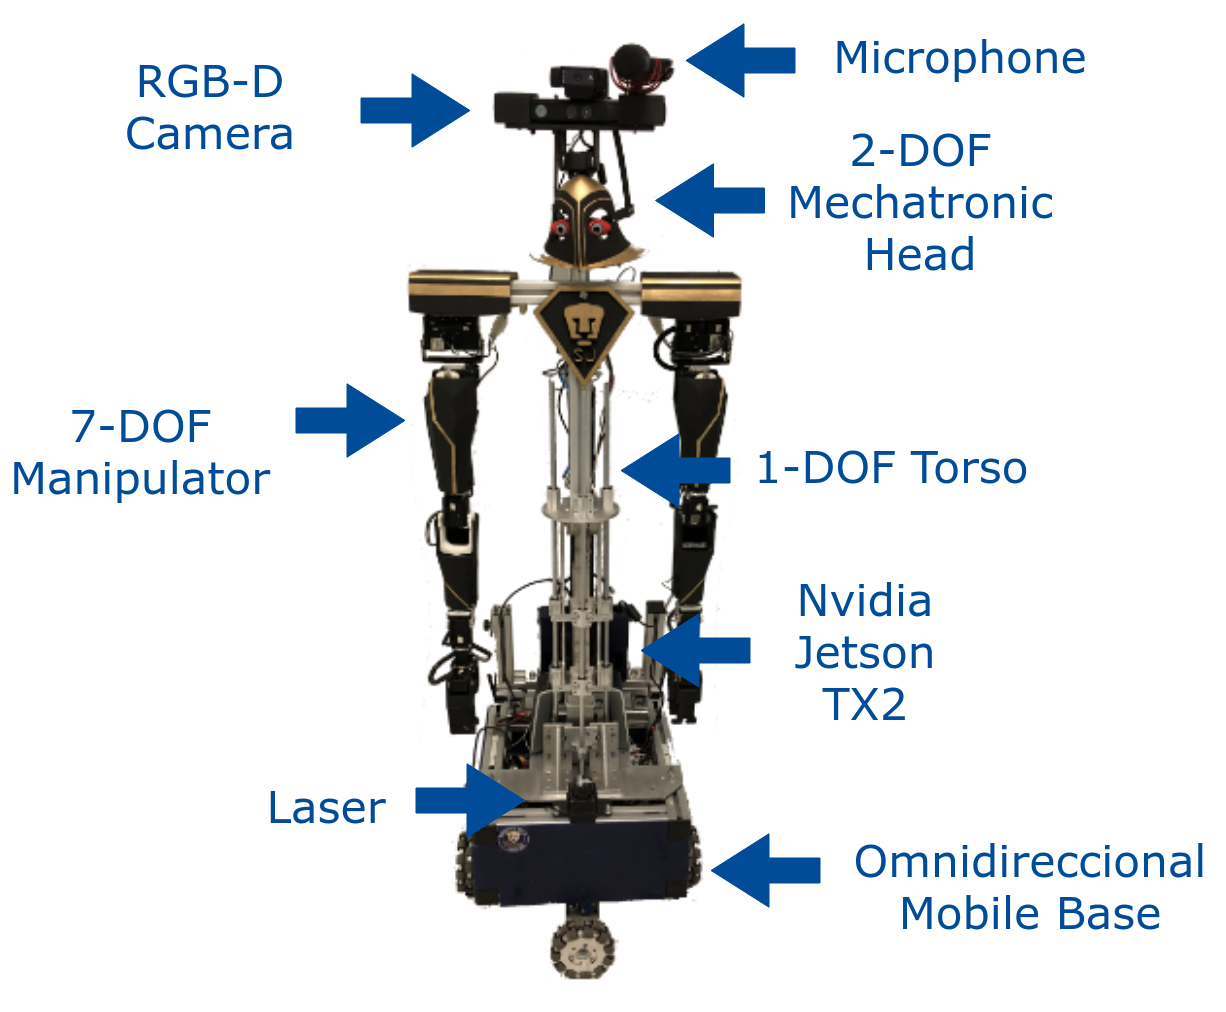 Microphone
RGB-D
Camera
2-DOF
Mechatronic
Head
7-DOF
Manipulator
1-DOF Torso
Nvidia
Jetson
TX2
Laser
Omnidireccional
Mobile Base